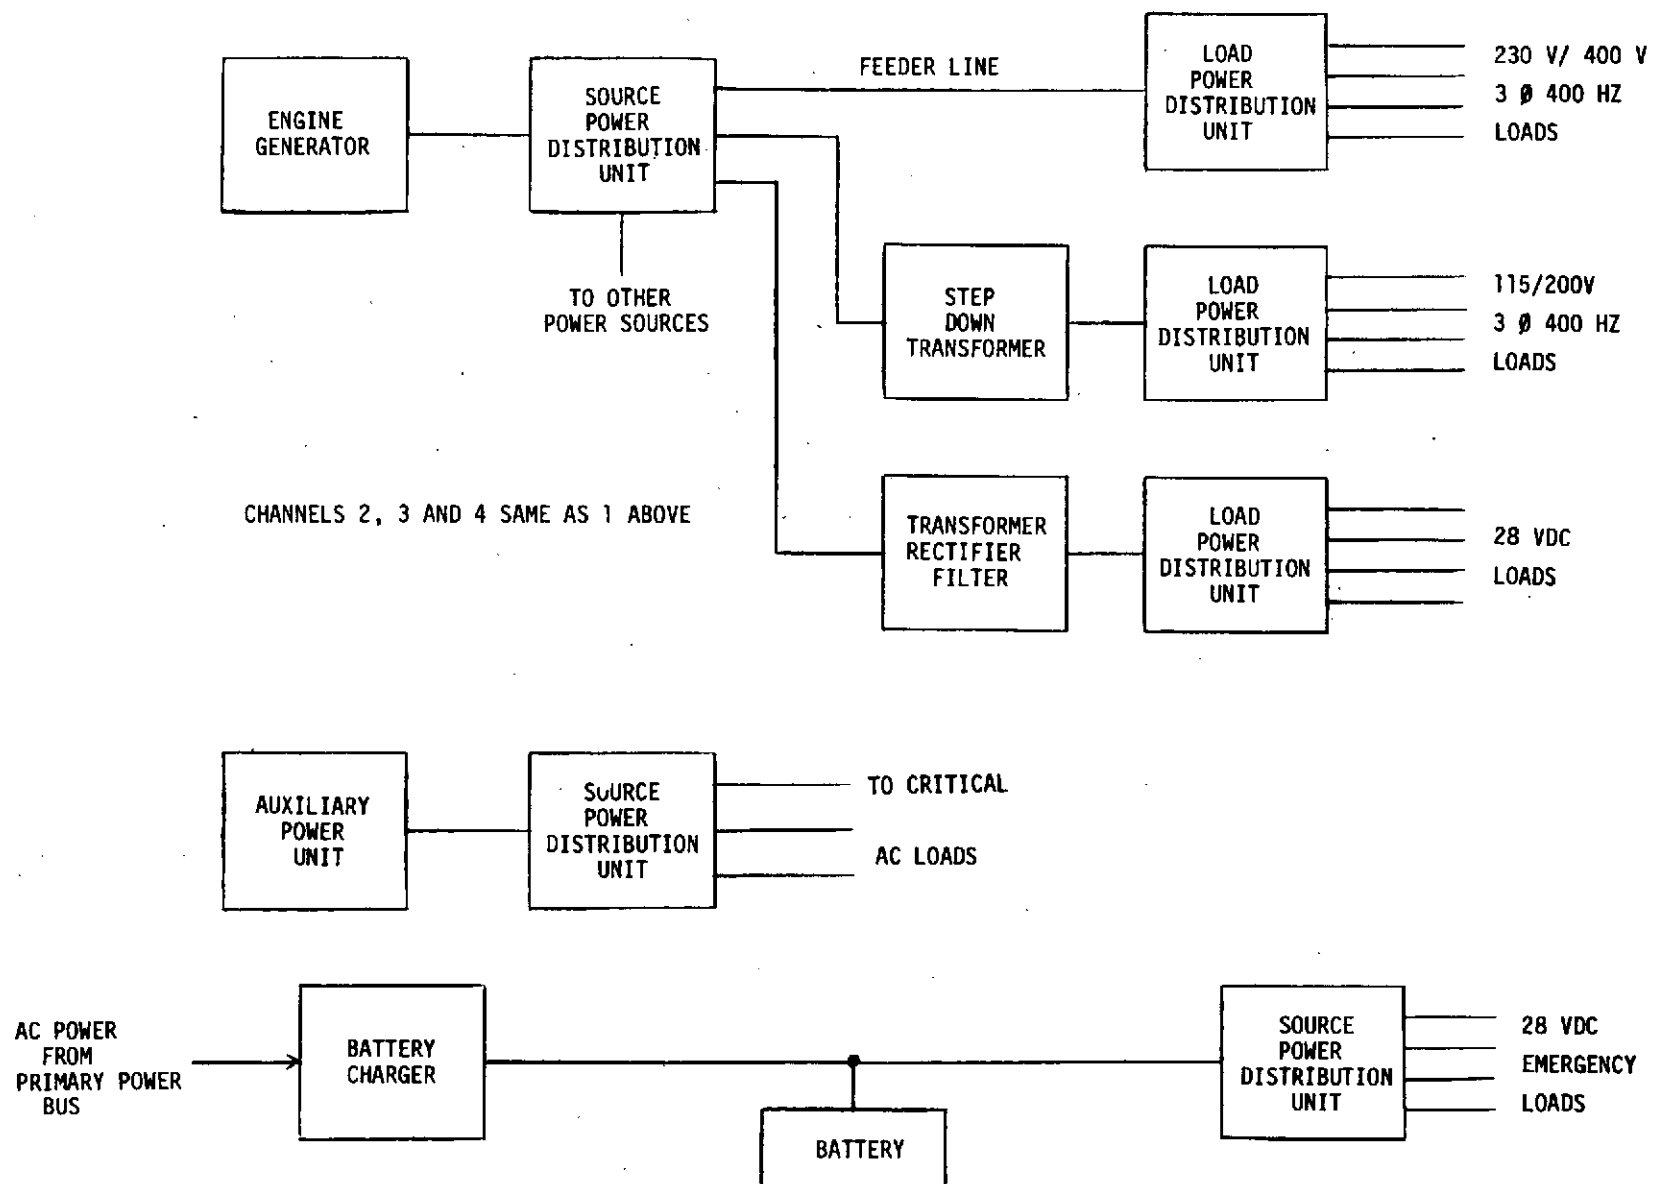 ENGINE
GENERATOR
SOURCE
POWER
DISTRIBUTION
UNIT
FEEDER LINE
LOAD
POWER
DISTRIBUTION
UNIT
230 V/ 400 V
3 Ø 400 HZ
LOADS
TO OTHER
POWER SOURCES
STEP
DOWN
TRANSFORMER
LOAD
POWER
DISTRIBUTION
UNIT
115/200V
3 Ø 400 HZ
LOADS
CHANNELS 2, 3 AND 4 SAME AS 1 ABOVE
TRANSFORMER
RECTIFIER
FILTER
LOAD
POWER
DISTRIBUTION
UNIT
28 VDC
LOADS
AUXILIARY
POWER
UNIT
SOURCE
POWER
DISTRIBUTION
UNIT
TO CRITICAL
AC LOADS
AC POWER
FROM
PRIMARY POWER
BUS
BATTERY
CHARGER
BATTERY
SOURCE
POWER
DISTRIBUTION
UNIT
28 VDC
EMERGENCY
LOADS